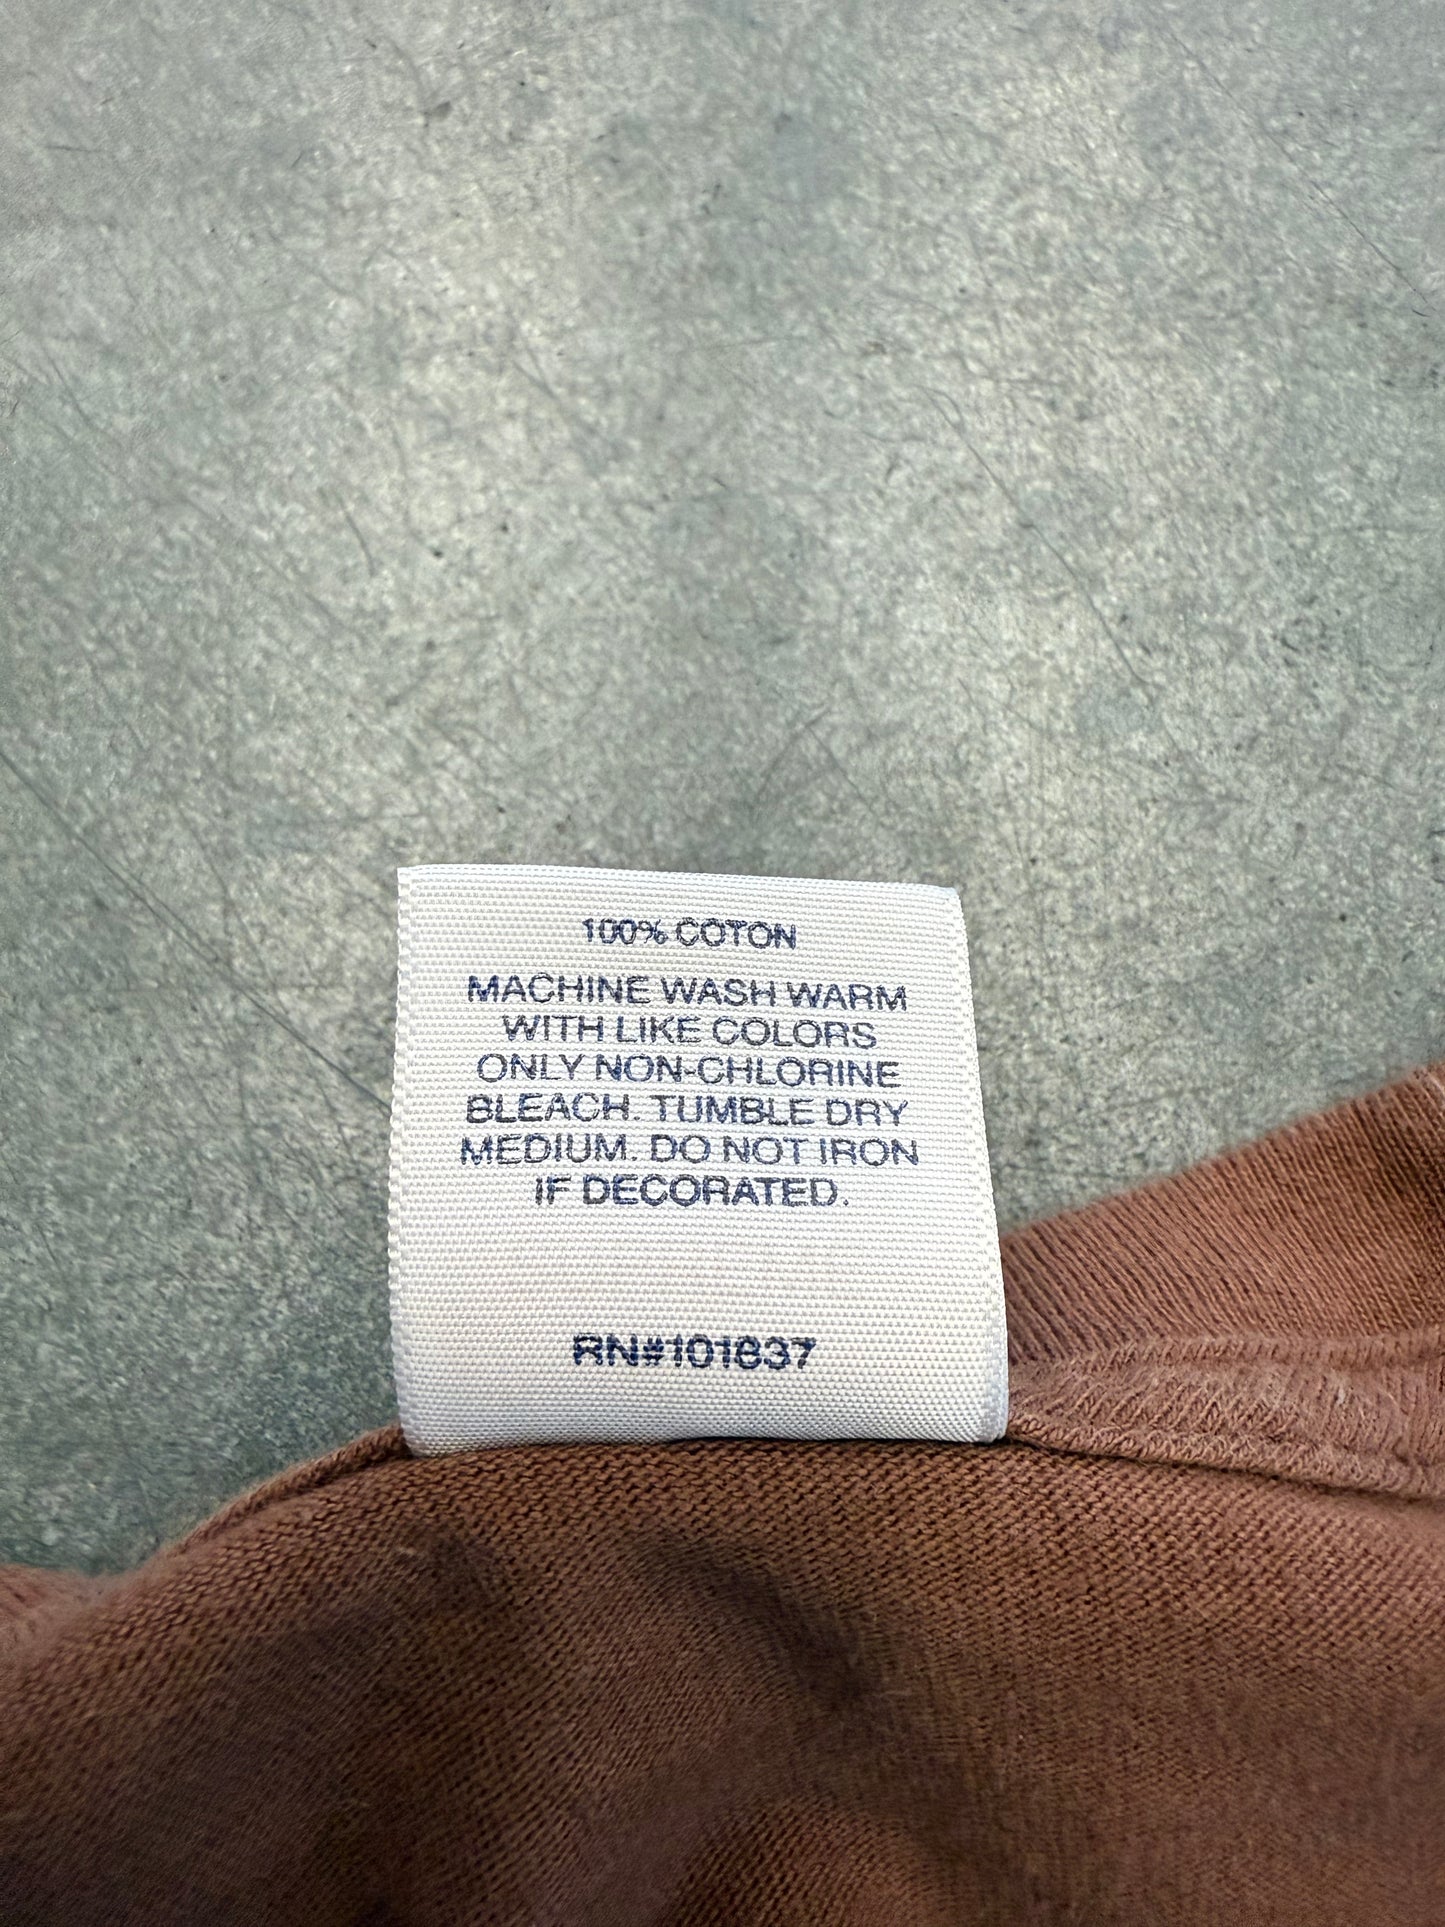 100% COTON
MACHINE WASH WARM
WITH LIKE COLORS
ONLY NON-CHLORINE
BLEACH. TUMBLE DRY
MEDIUM. DO NOT IRON
IF DECORATED.
RN#101837